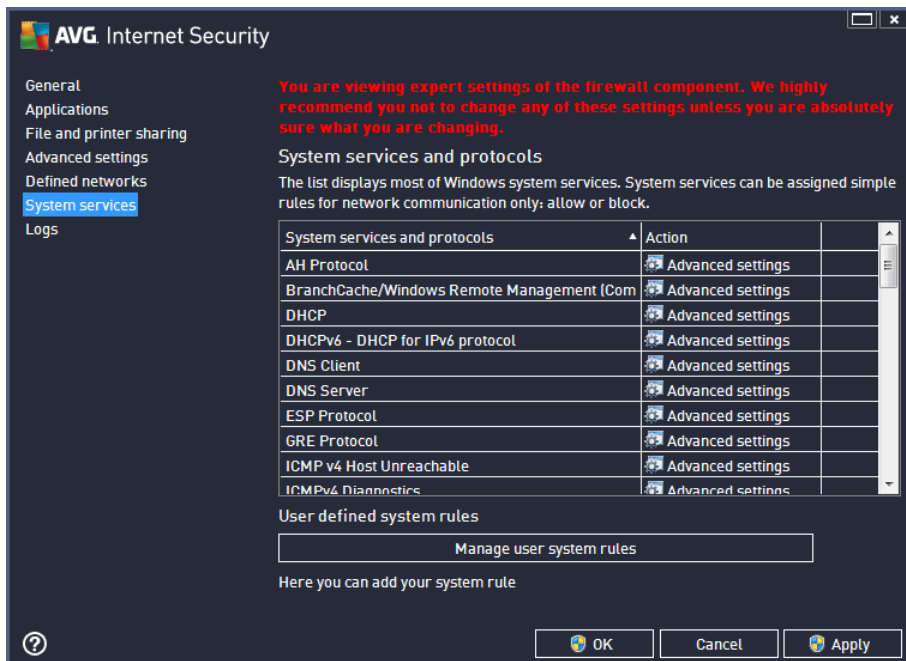 AVG. Internet Security
General
Applications
File and printer sharing
Advanced settings
Defined networks
System services
Logs
You are viewing expert settings of the firewall component. We highly
recommend you not to change any of these settings unless you are absolutely
sure what you are changing.
System services and protocols
The list displays most of Windows system services. System services can be assigned simple
rules for network communication only: allow or block.
System services and protocols Action
AH Protocol Advanced settings
BranchCache/Windows Remote Management (Com Advanced settings
DHCP Advanced settings
DHCPv6 - DHCP for IPv6 protocol Advanced settings
DNS Client Advanced settings
DNS Server Advanced settings
ESP Protocol Advanced settings
GRE Protocol Advanced settings
ICMP v4 Host Unreachable Advanced settings
ICMPv4 Diagnostics Advanced settings
User defined system rules
Manage user system rules
Here you can add your system rule
OK Cancel Apply